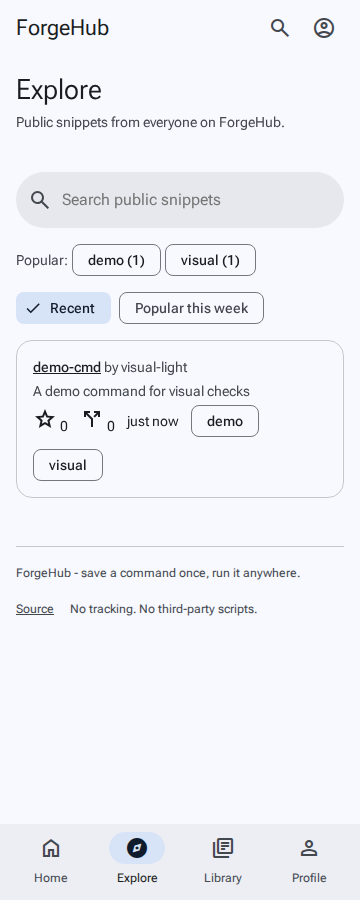 ForgeHub
Explore
Public snippets from everyone on ForgeHub.
Search public snippets
Popular: demo (1) visual (1)
Recent Popular this week
demo-cmd by visual-light
A demo command for visual checks
0 0 just now demo
visual
ForgeHub - save a command once, run it anywhere.
Source No tracking. No third-party scripts.
Home Explore Library Profile